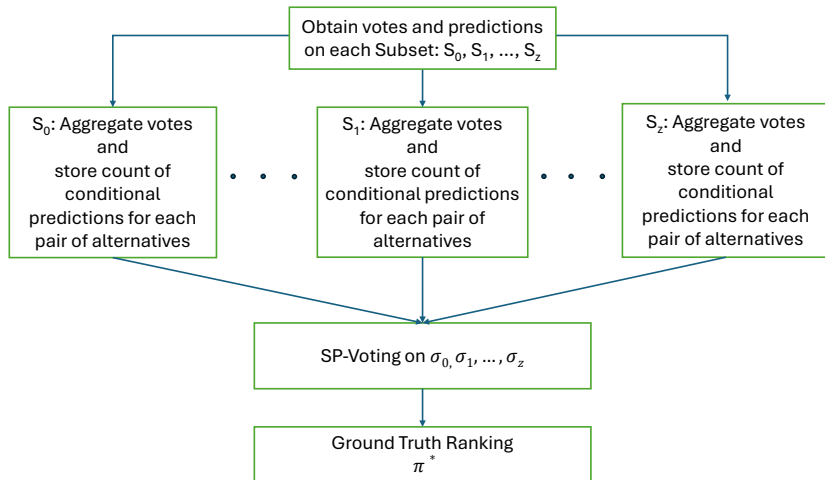 Obtain votes and predictions
on each Subset: S₀, S₁, ..., S_z
S₀: Aggregate votes
and
store count of
conditional
predictions for each
pair of alternatives
S₁: Aggregate votes
and
store count of
conditional predictions
for each pair of
alternatives
S_z: Aggregate votes
and
store count of
conditional
predictions for each
pair of alternatives
SP-Voting on σ₀, σ₁, ... , σ_z
Ground Truth Ranking
π*